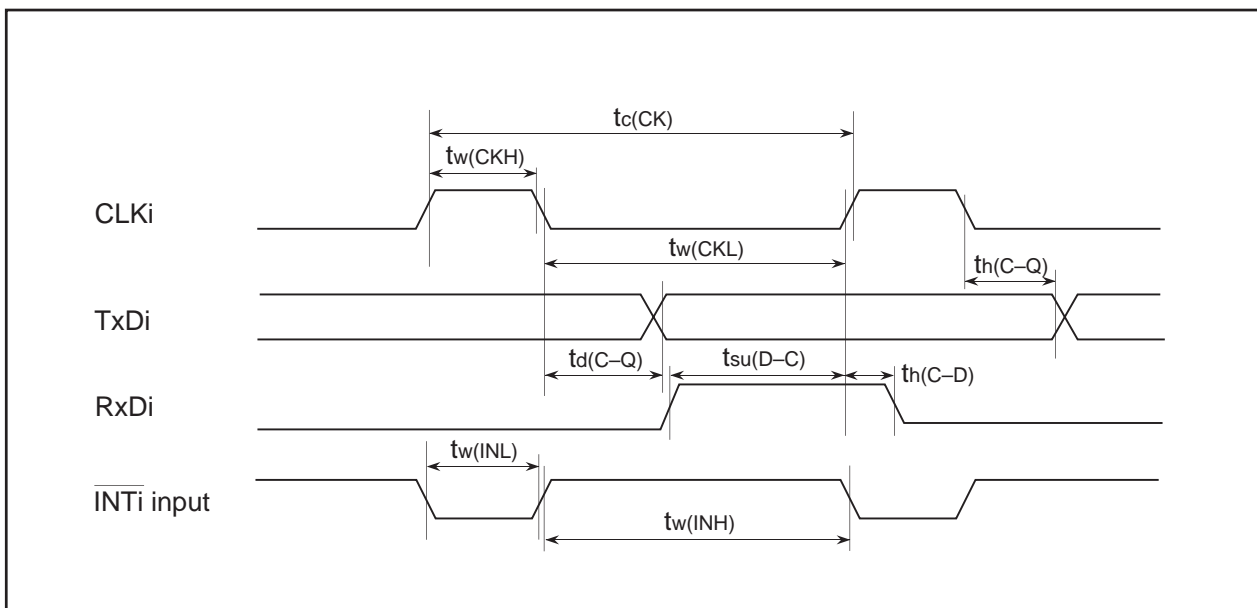 tc(CK)
tw(CKH)
CLKi
tw(CKL)
th(C–Q)
TxDi
td(C–Q)
tsu(D–C)
th(C–D)
RxDi
tw(INL)
INTi input
tw(INH)